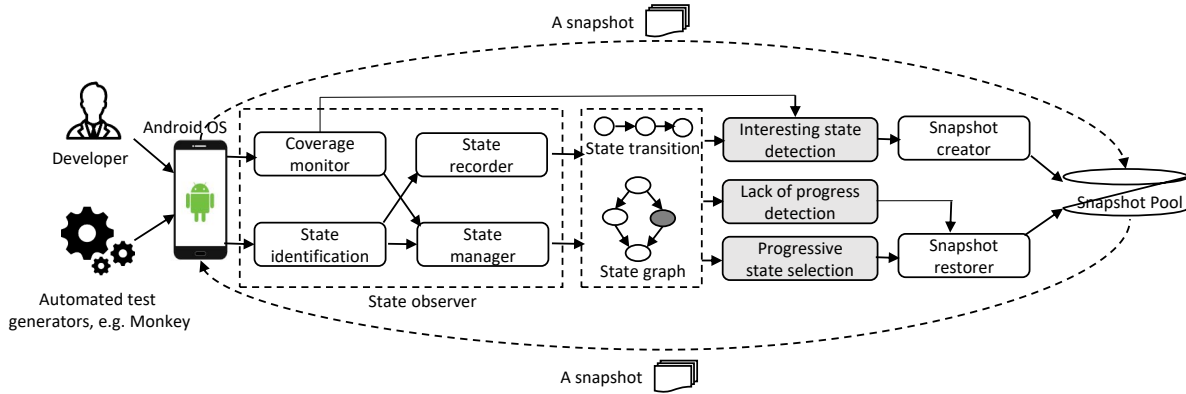 A snapshot
Developer
Android OS
Automated test
generators, e.g. Monkey
Coverage
monitor
State
recorder
State
identification
State
manager
State observer
State transition
State graph
Interesting state
detection
Lack of progress
detection
Progressive
state selection
Snapshot
creator
Snapshot
restorer
Snapshot Pool
A snapshot